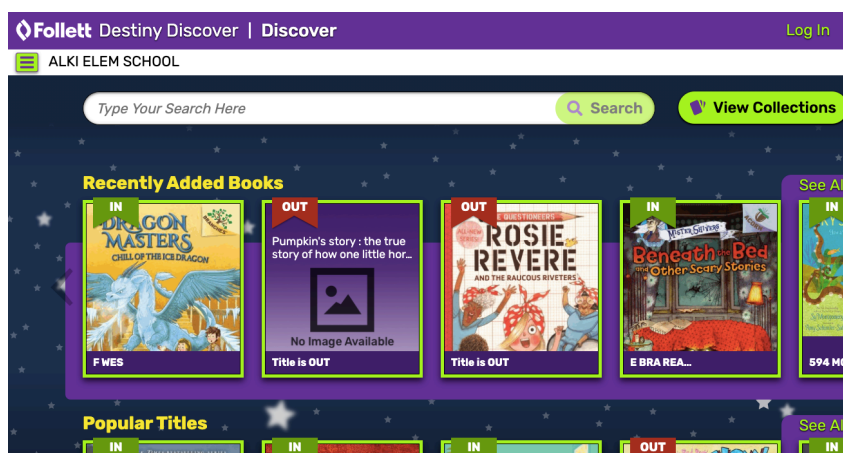 Follett Destiny Discover | Discover
Log In
ALKI ELEM SCHOOL
Type Your Search Here
Search
View Collections
Recently Added Books
See Al
IN
OUT
OUT
IN
IN
DRAGON
MASTERS
CHILL OF THE ICE DRAGON
Pumpkin's story : the true
story of how one little hor...
No Image Available
THE QUESTIONEERS
ROSIE
REVERE
AND THE RAUCOUS RIVETERS
MISTER SHIVERS
Beneath the Bed
and Other Scary Stories
F WES
Title is OUT
Title is OUT
E BRA REA...
594 MO
Popular Titles
See Al
IN
IN
IN
OUT
IN